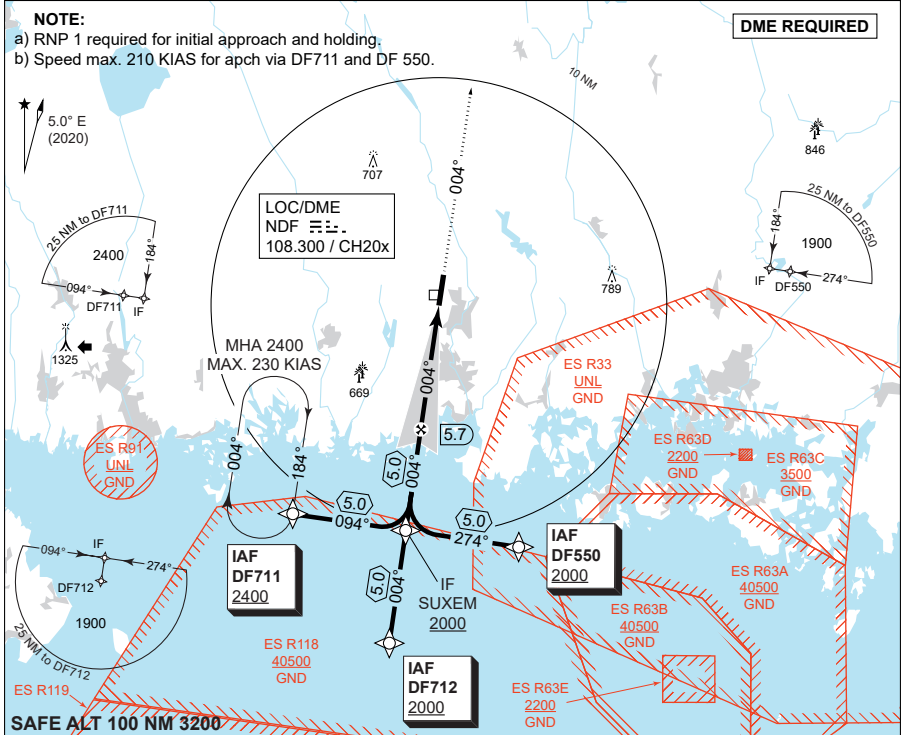 NOTE:
a) RNP 1 required for initial approach and holding.
b) Speed max. 210 KIAS for apch via DF711 and DF 550.
DME REQUIRED
10 NM
5.0° E
(2020)
846
707
004°
LOC/DME
NDF
108.300 / CH20x
25 NM to DF711
2400
184°
094°
DF711
IF
25 NM to DF550
184°
1900
274°
IF
DF550
789
1325
MHA 2400
MAX. 230 KIAS
669
004°
ES R33
UNL
GND
5.7
ES R91
UNL
GND
004°
184°
5.0
004°
ES R63D
2200
GND
ES R63C
3500
GND
5.0
094°
5.0
274°
IAF
DF711
2400
IAF
DF550
2000
IF
SUXEM
2000
094°
IF
274°
DF712
1900
25 NM to DF712
5.0
004°
ES R63A
40500
GND
ES R63B
40500
GND
ES R118
40500
GND
IAF
DF712
2000
ES R63E
2200
GND
ES R119
SAFE ALT 100 NM 3200